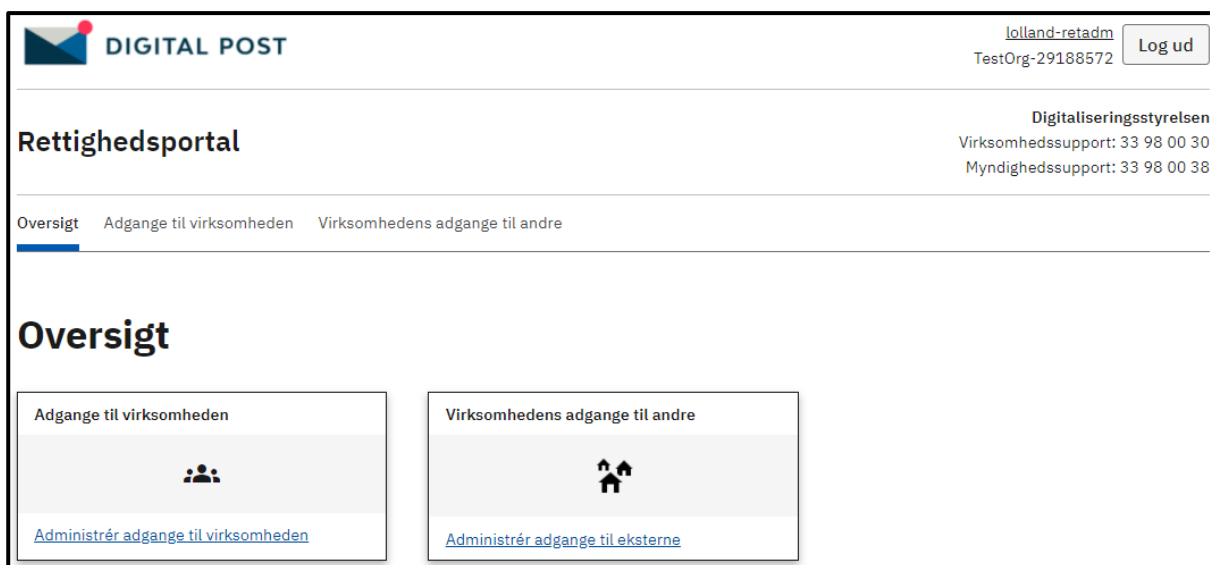 DIGITAL POST
lolland-retadm
TestOrg-29188572
Log ud
Rettighedsportal
Digitaliseringsstyrelsen
Virksomhedssupport: 33 98 00 30
Myndighedssupport: 33 98 00 38
Oversigt Adgange til virksomheden Virksomhedens adgange til andre
Oversigt
Adgange til virksomheden
Administrér adgange til virksomheden
Virksomhedens adgange til andre
Administrér adgange til eksterne